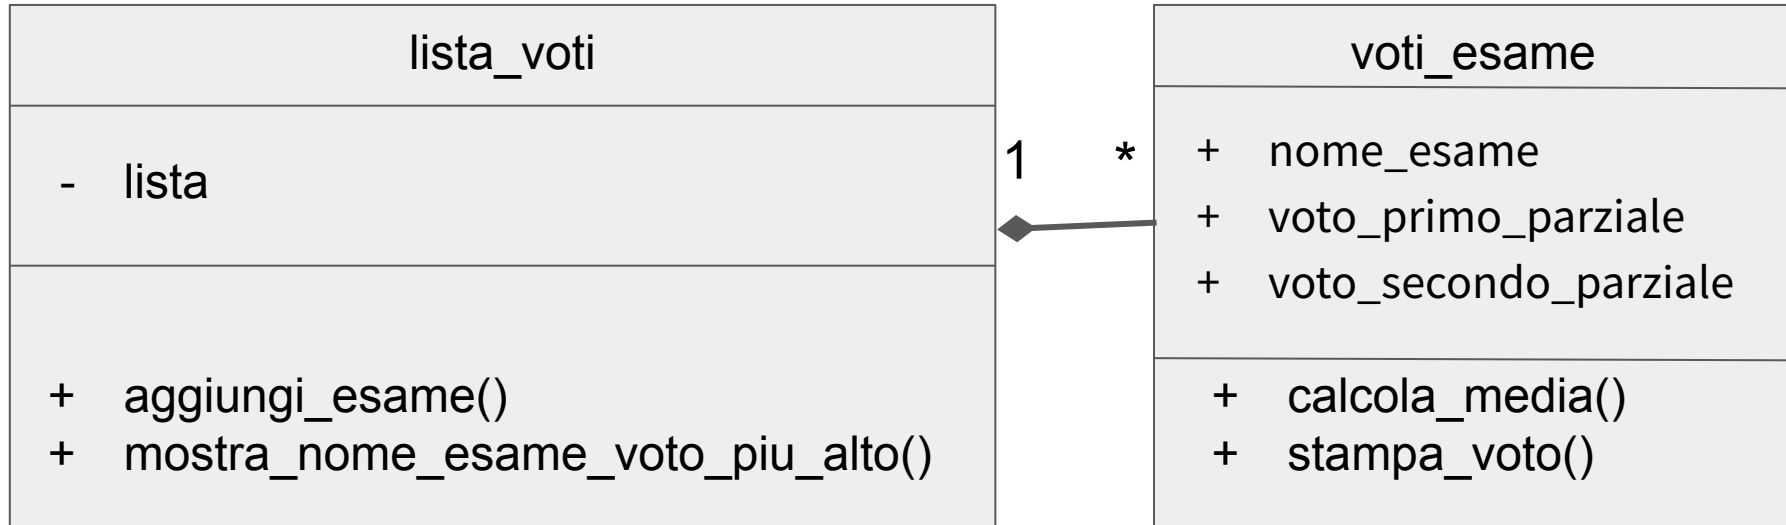 lista_voti
- lista
+ aggiungi_esame()
+ mostra_nome_esame_voto_piu_alto()
1 *
voti_esame
+ nome_esame
+ voto_primo_parziale
+ voto_secondo_parziale
+ calcola_media()
+ stampa_voto()